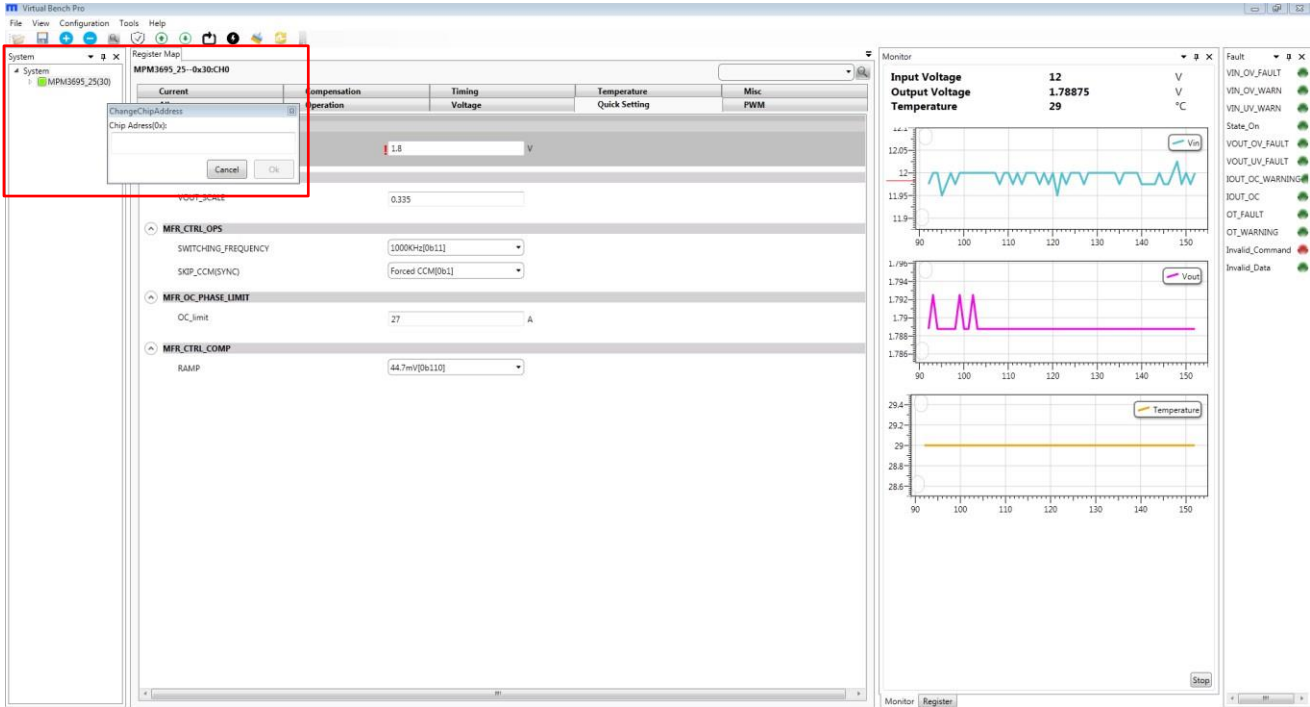 Virtual Bench Pro
File View Configuration Tools Help
System
System
MPM3695_25(30)
ChangeChipAddress
Chip Adress(0x):
Cancel Ok
Register Map
MPM3695_25--0x30:CH0
Current Compensation Timing Temperature Misc
Operation Voltage Quick Setting PWM
! 1.8 V
VOUT_SCALE 0.335
MFR_CTRL_OPS
SWITCHING_FREQUENCY 1000KHz[0b11]
SKIP_CCM(SYNC) Forced CCM[0b1]
MFR_OC_PHASE_LIMIT
OC_limit 27 A
MFR_CTRL_COMP
RAMP 44.7mV[0b110]
Monitor
Input Voltage 12 V
Output Voltage 1.78875 V
Temperature 29 °C
12.1
12.05
12
11.95
11.9
Vin
90 100 110 120 130 140 150
1.796
1.794
1.792
1.79
1.788
1.786
Vout
90 100 110 120 130 140 150
29.4
29.2
29
28.8
28.6
Temperature
90 100 110 120 130 140 150
Stop
Monitor Register
Fault
VIN_OV_FAULT
VIN_OV_WARN
VIN_UV_WARN
State_On
VOUT_OV_FAULT
VOUT_UV_FAULT
IOUT_OC_WARNING
IOUT_OC
OT_FAULT
OT_WARNING
Invalid_Command
Invalid_Data